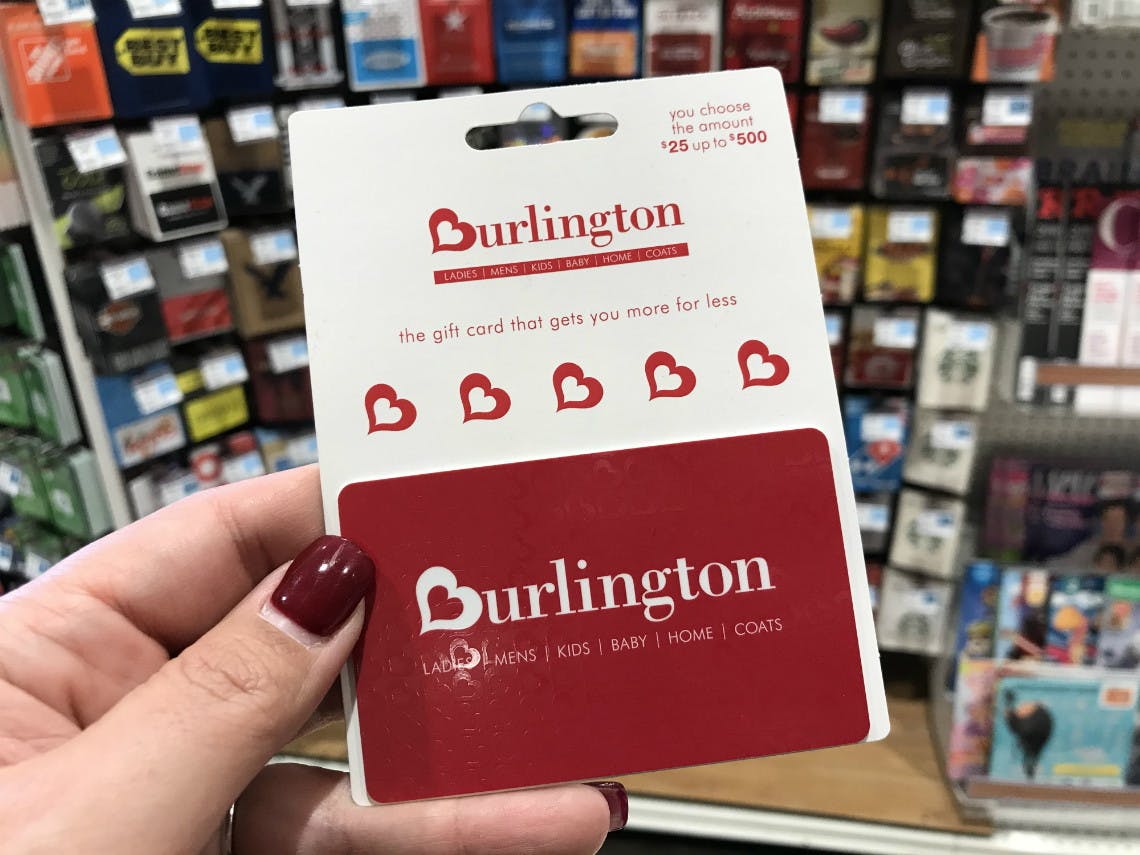 you choose
the amount
$25 up to $500
Burlington
LADIES | MENS | KIDS | BABY | HOME | COATS
the gift card that gets you more for less
Burlington
LADIES | MENS | KIDS | BABY | HOME | COATS
BEST BUY
BEST BUY